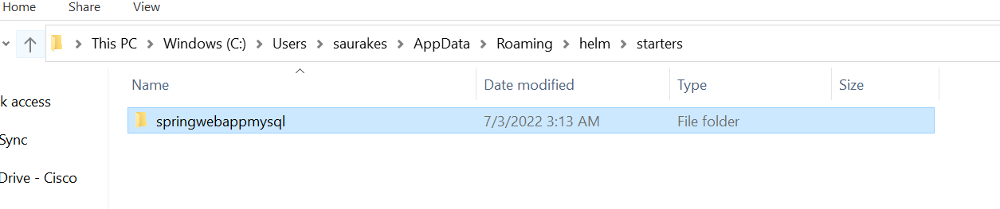 Home Share View
This PC Windows (C:) Users saurakes AppData Roaming helm starters
Name Date modified Type Size
k access
springwebappmysql 7/3/2022 3:13 AM File folder
Sync
Drive - Cisco